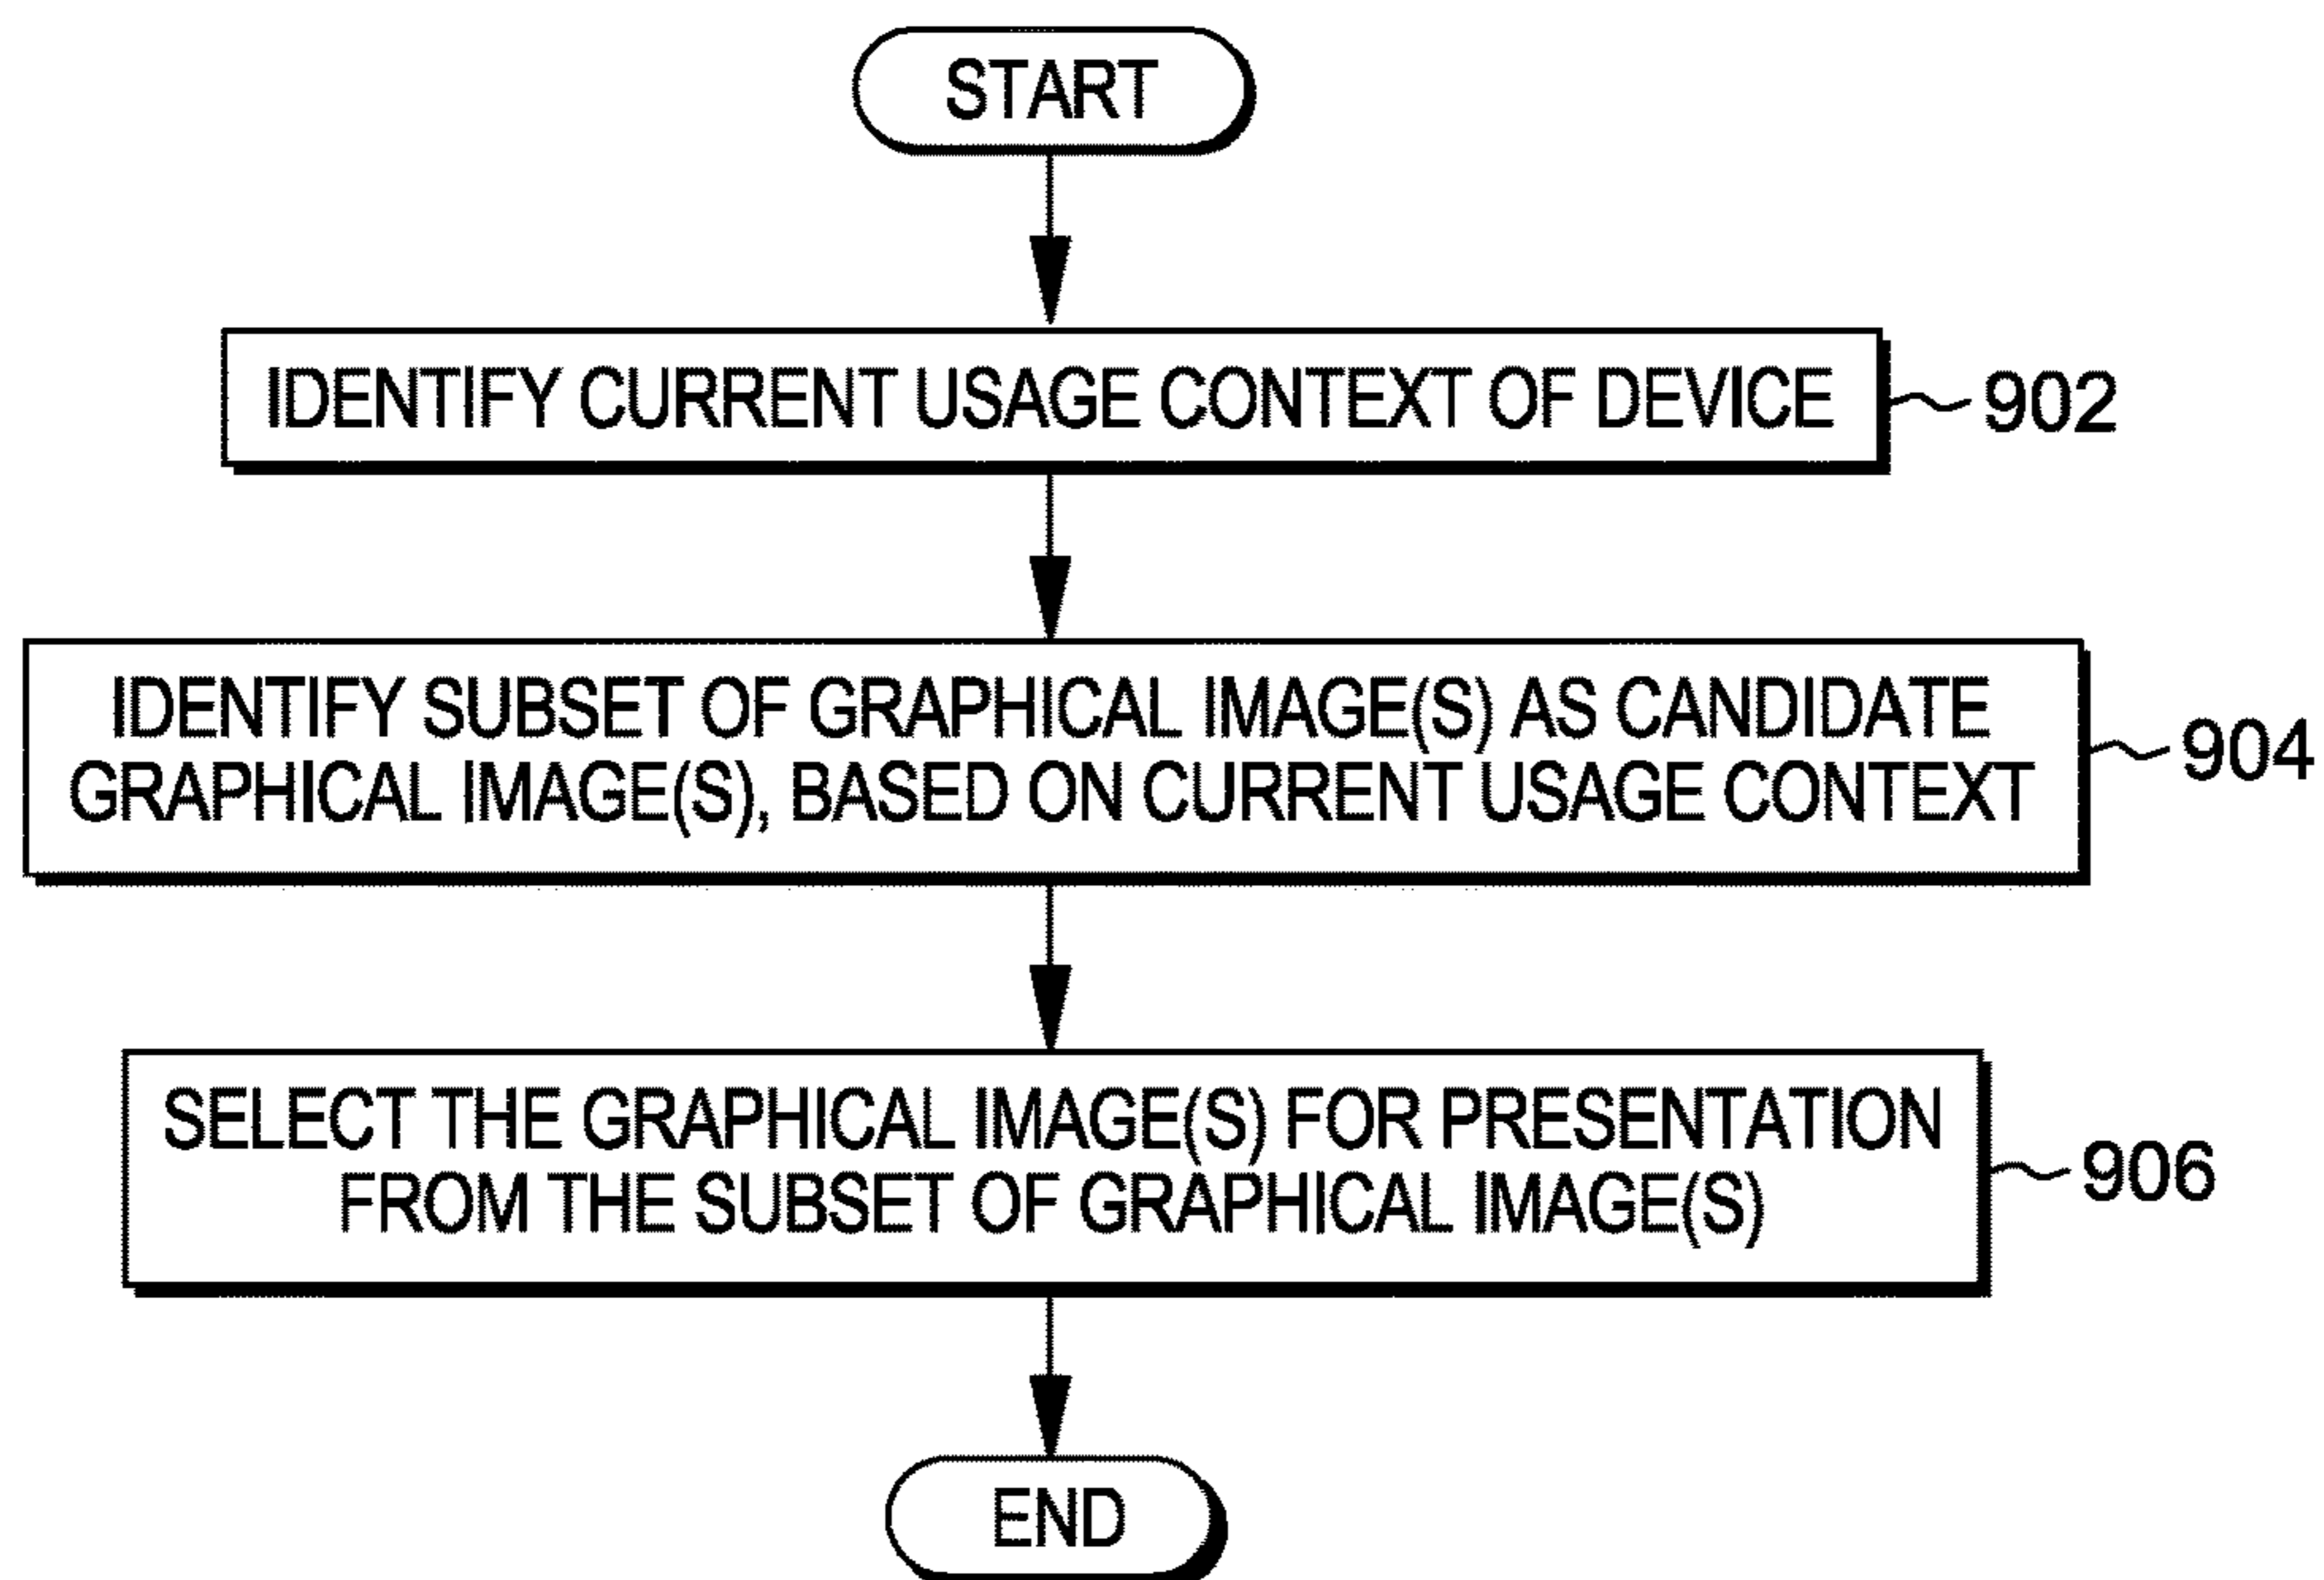 START
IDENTIFY CURRENT USAGE CONTEXT OF DEVICE
902
IDENTIFY SUBSET OF GRAPHICAL IMAGE(S) AS CANDIDATE
GRAPHICAL IMAGE(S), BASED ON CURRENT USAGE CONTEXT
904
SELECT THE GRAPHICAL IMAGE(S) FOR PRESENTATION
FROM THE SUBSET OF GRAPHICAL IMAGE(S)
906
END